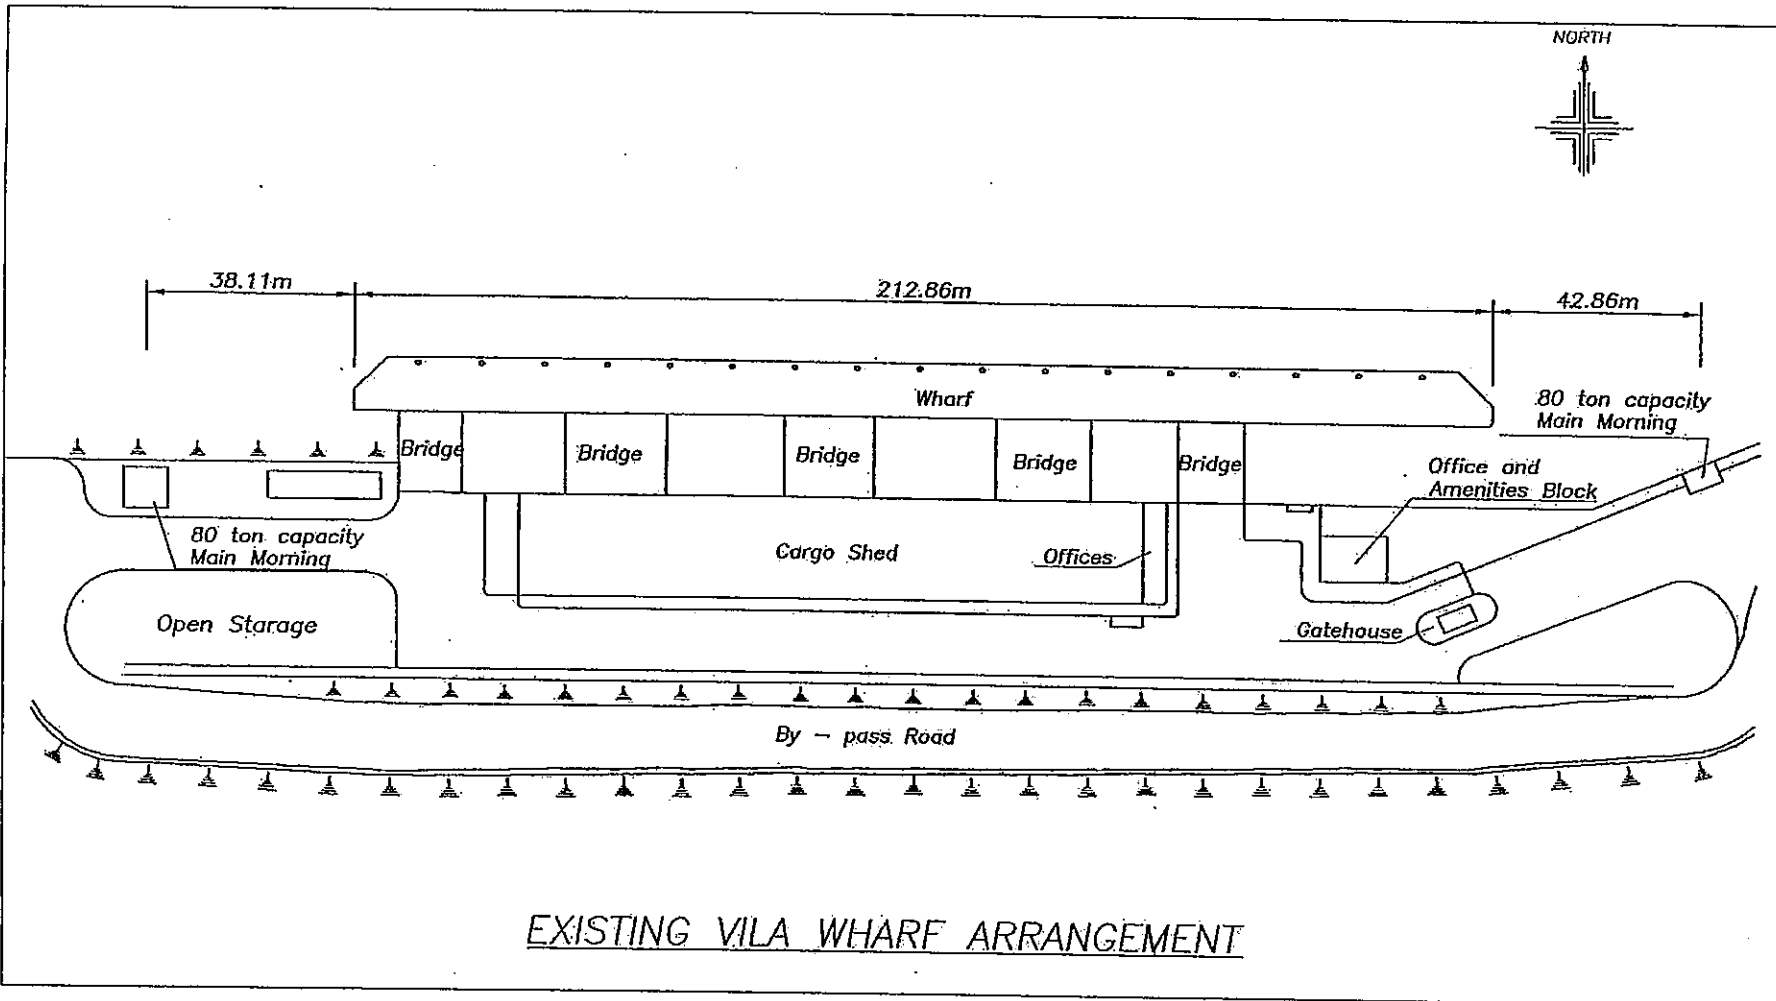 NORTH
38.11m
212.86m
42.86m
Wharf
80 ton capacity
Main Morning
Bridge
Bridge
Bridge
Bridge
Bridge
Office and
Amenities Block
80 ton capacity
Main Morning
Cargo Shed
Offices
Open Starage
Gatehouse
By - pass Road
EXISTING VILA WHARF ARRANGEMENT